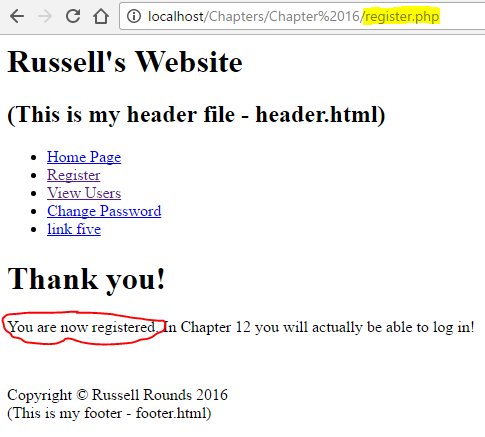 localhost/Chapters/Chapter%2016/register.php
Russell's Website
(This is my header file - header.html)
Home Page
Register
View Users
Change Password
link five
Thank you!
You are now registered. In Chapter 12 you will actually be able to log in!
Copyright © Russell Rounds 2016
(This is my footer - footer.html)